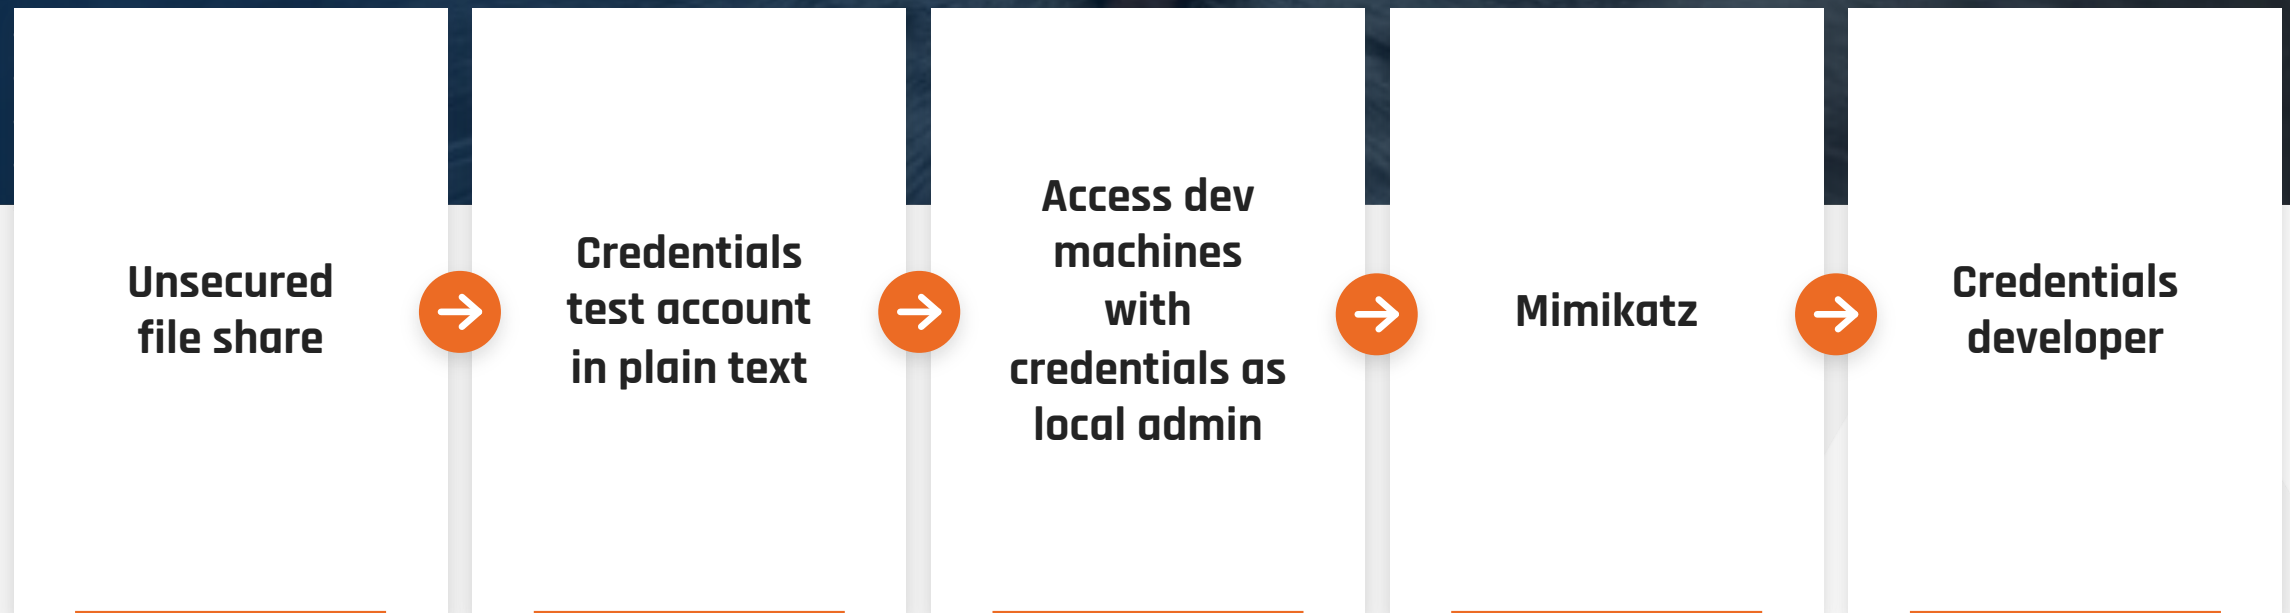 Unsecured
file share
Credentials
test account
in plain text
Access dev
machines
with
credentials as
local admin
Mimikatz
Credentials
developer